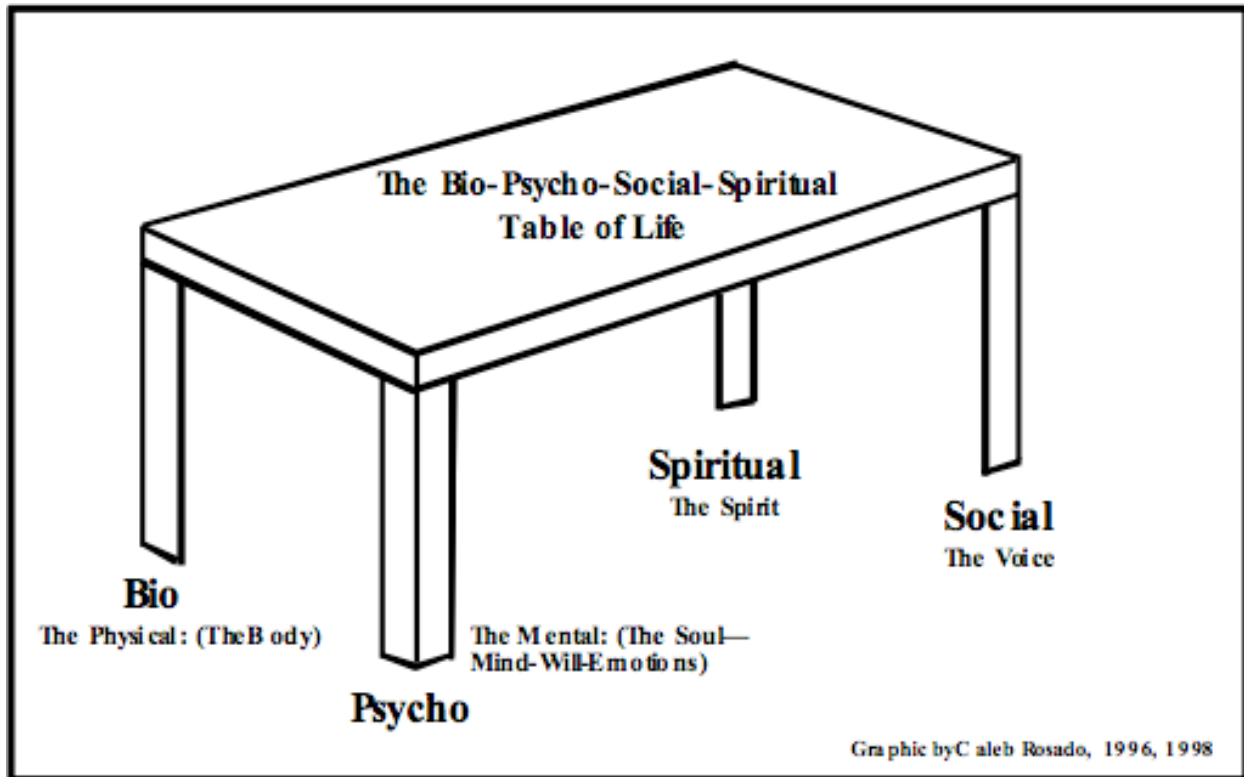 The Bio-Psycho-Social-Spiritual
Table of Life
Spiritual
The Spirit
Social
The Voice
Bio
The Physical: (The Body)
The Mental: (The Soul—
Mind-Will-Emotions)
Psycho
Graphic by Caleb Rosado, 1996, 1998